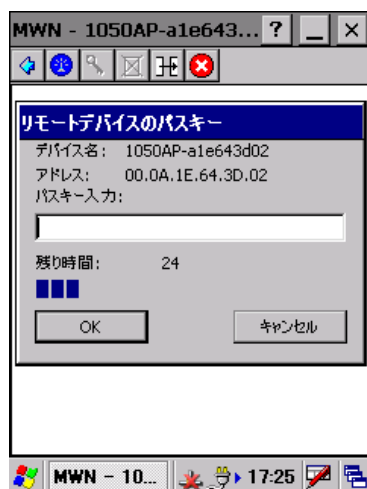 MWN - 1050AP-a1e643...
リモートデバイスのパスキー
デバイス名: 1050AP-a1e643d02
アドレス: 00.0A.1E.64.3D.02
パスキー入力:
残り時間: 24
OK キャンセル
MWN - 10... 17:25